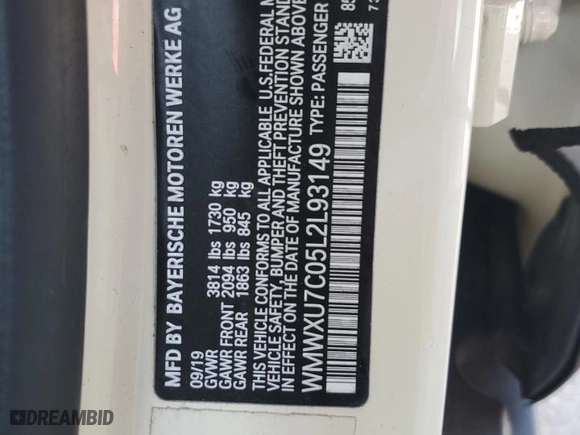 MFD BY BAYERISCHE MOTOREN WERKE AG
09/19
GVWR 3814 lbs 1730 kg
GAWR FRONT 2094 lbs 950 kg
GAWR REAR 1863 lbs 845 kg
THIS VEHICLE CONFORMS TO ALL APPLICABLE U.S.FEDERAL
VEHICLE SAFETY, BUMPER AND THEFT PREVENTION STAN
IN EFFECT ON THE DATE OF MANUFACTURE SHOWN ABOVE
WMWXU7C05L2L93149 TYPE: PASSENGER
DREAMBID